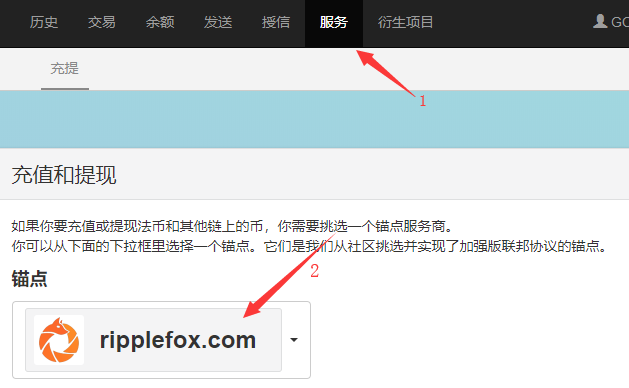 历史 交易 余额 发送 授信 服务 衍生项目 GC
充提
1
充值和提现
如果你要充值或提现法币和其他链上的币，你需要挑选一个锚点服务商。
你可以从下面的下拉框里选择一个锚点。它们是我们从社区挑选并实现了加强版联邦协议的锚点。
锚点
2
ripplefox.com